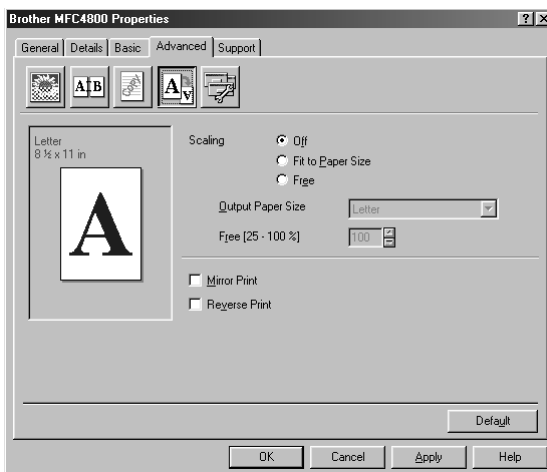 Brother MFC4800 Properties
General Details Basic Advanced Support
A B COPY A A
Letter
8 ½ x 11 in
A
Scaling
Off
Fit to Paper Size
Free
Output Paper Size Letter
Free [25 - 100 %] 100
Mirror Print
Reverse Print
Default
OK Cancel Apply Help